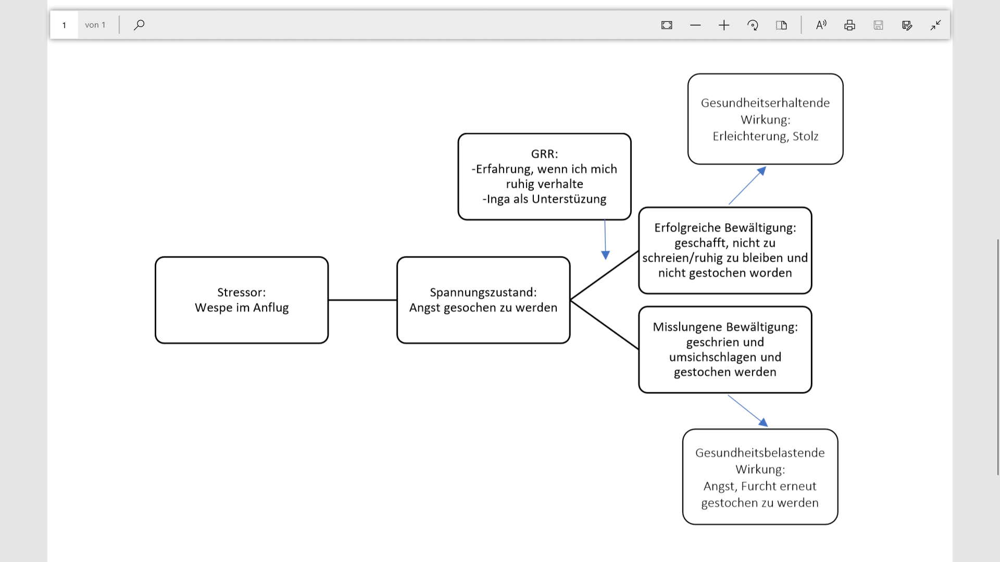 1
von 1
A
Gesundheitserhaltende
Wirkung:
Erleichterung, Stolz
GRR:
-Erfahrung, wenn ich mich
ruhig verhalte
-Inga als Unterstüzung
Erfolgreiche Bewältigung:
geschafft, nicht zu
schreien/ruhig zu bleiben und
nicht gestochen worden
Stressor:
Wespe im Anflug
Spannungszustand:
Angst gesochen zu werden
Misslungene Bewältigung:
geschrien und
umsichschlagen und
gestochen werden
Gesundheitsbelastende
Wirkung:
Angst, Furcht erneut
gestochen zu werden